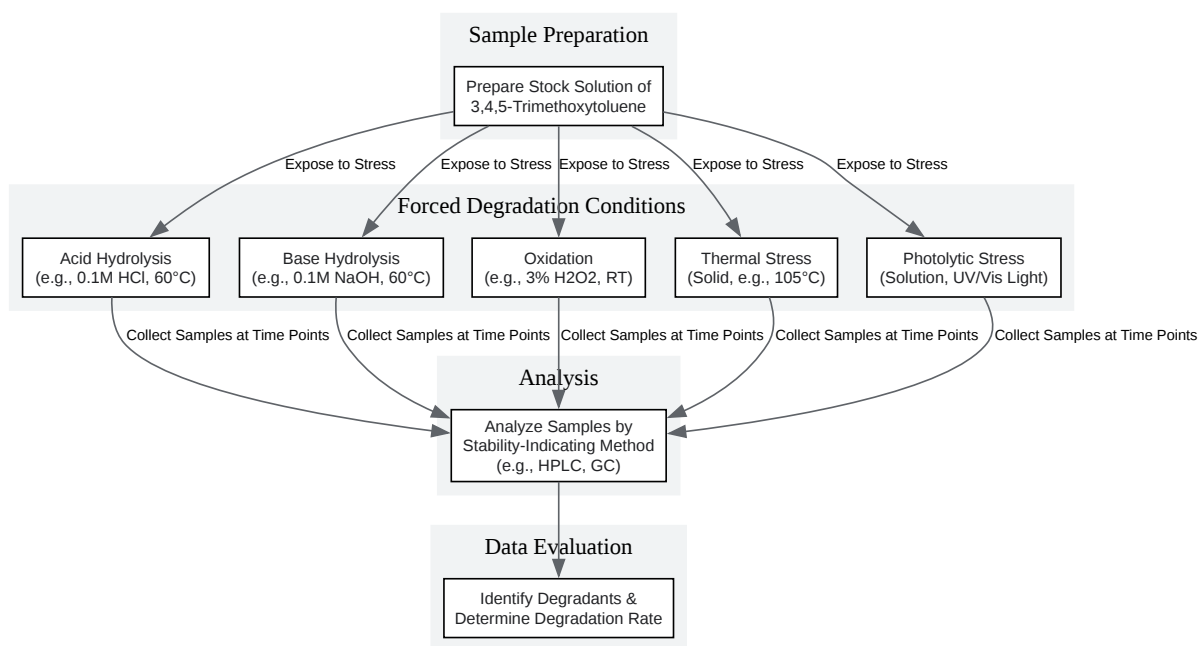 Sample Preparation
Prepare Stock Solution of
3,4,5-Trimethoxytoluene
Expose to Stress
Expose to Stress
Expose to Stress
Expose to Stress
Expose to Stress
Forced Degradation Conditions
Acid Hydrolysis
(e.g., 0.1M HCl, 60°C)
Base Hydrolysis
(e.g., 0.1M NaOH, 60°C)
Oxidation
(e.g., 3% H2O2, RT)
Thermal Stress
(Solid, e.g., 105°C)
Photolytic Stress
(Solution, UV/Vis Light)
Collect Samples at Time Points
Collect Samples at Time Points
Collect Samples at Time Points
Collect Samples at Time Points
Collect Samples at Time Points
Analysis
Analyze Samples by
Stability-Indicating Method
(e.g., HPLC, GC)
Data Evaluation
Identify Degradants &
Determine Degradation Rate